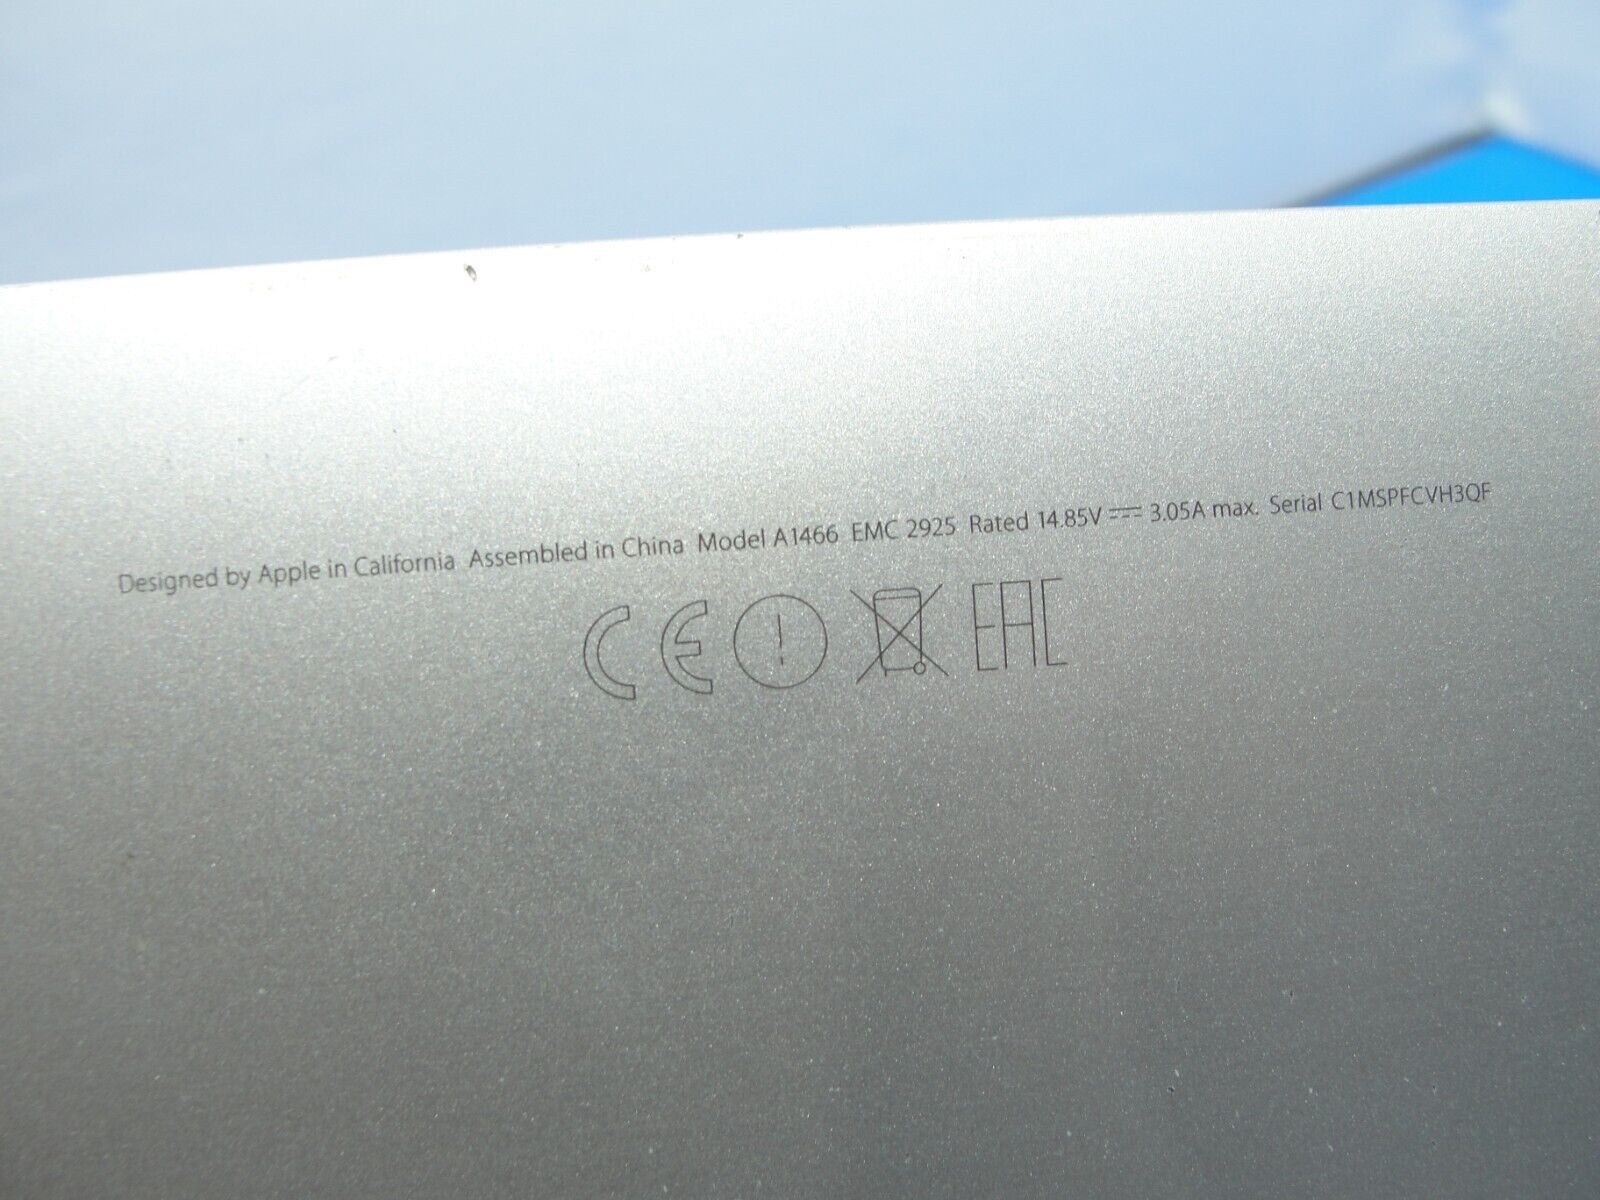 Designed by Apple in California Assembled in China Model A1466 EMC 2925 Rated 14.85V ⎓ 3.05A max. Serial C1MSPFCVH3QF
CE ! EAC